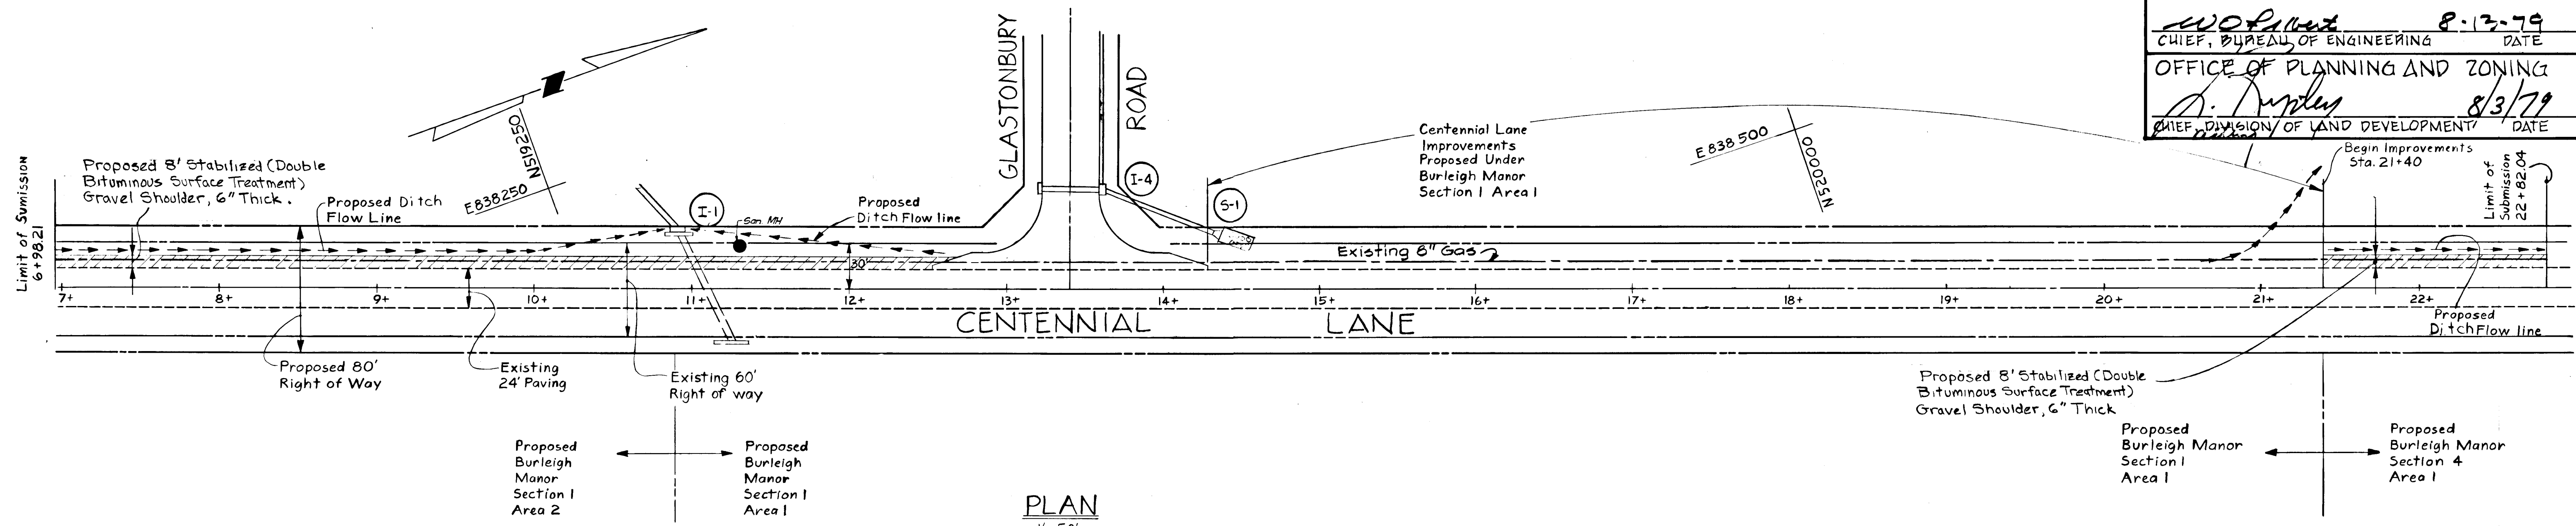 8-13-79
CHIEF, BUREAU OF ENGINEERING DATE
OFFICE OF PLANNING AND ZONING
8/3/79
CHIEF, DIVISION OF LAND DEVELOPMENT DATE
GLASTONBURY
ROAD
N519250
E838250
Centennial Lane
Improvements
Proposed Under
Burleigh Manor
Section 1 Area 1
E 838 500
N520000
Begin Improvements
Sta. 21+40
Limit of
Submission
22+82.04
Limit of Sumission
6+98.21
Proposed 8' Stabilized (Double
Bituminous Surface Treatment)
Gravel Shoulder, 6" Thick.
Proposed Ditch
Flow Line
I-1
San. MH
Proposed
Ditch Flow line
I-4
S-1
Existing 8" Gas
30'
7+ 8+ 9+ 10+ 11+ 12+ 13+ 14+ 15+ 16+ 17+ 18+ 19+ 20+ 21+ 22+
CENTENNIAL LANE
Proposed
Ditch Flow line
Proposed 80'
Right of Way
Existing
24' Paving
Existing 60'
Right of way
Proposed 8' Stabilized (Double
Bituminous Surface Treatment)
Gravel Shoulder, 6" Thick
Proposed
Burleigh
Manor
Section 1
Area 2
Proposed
Burleigh
Manor
Section 1
Area 1
Proposed
Burleigh Manor
Section 1
Area 1
Proposed
Burleigh Manor
Section 4
Area 1
PLAN